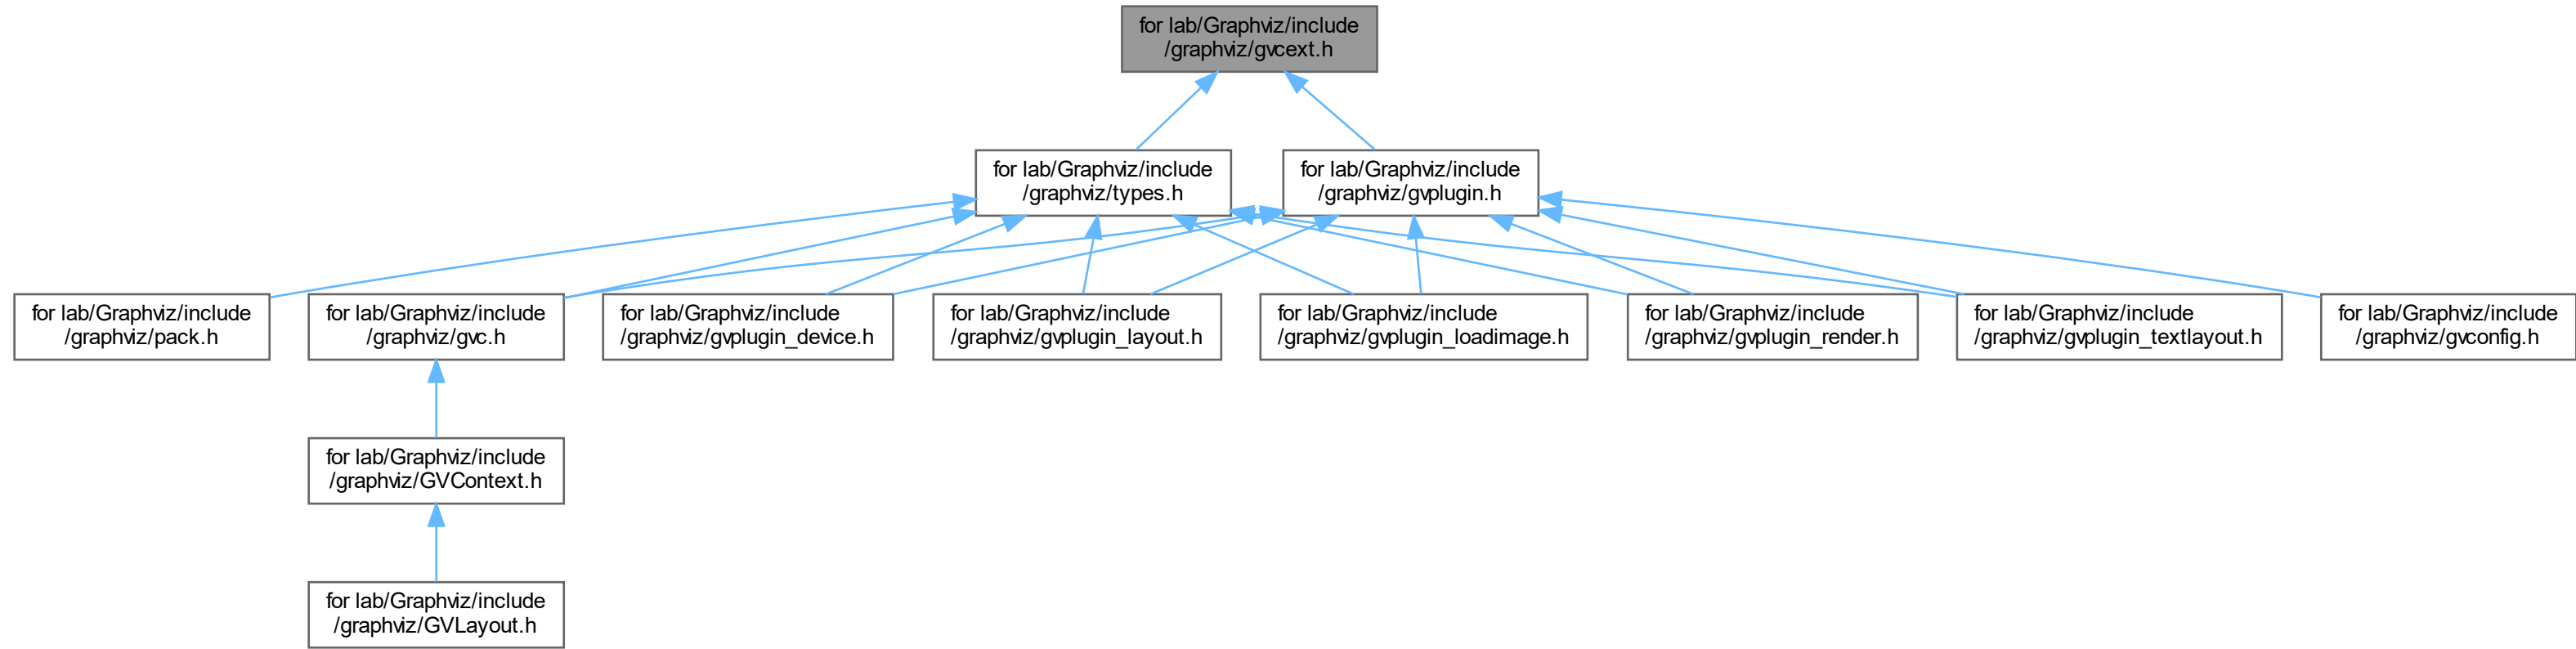 for lab/Graphviz/include
/graphviz/gvcext.h
for lab/Graphviz/include
/graphviz/types.h
for lab/Graphviz/include
/graphviz/gvplugin.h
for lab/Graphviz/include
/graphviz/pack.h
for lab/Graphviz/include
/graphviz/gvc.h
for lab/Graphviz/include
/graphviz/gvplugin_device.h
for lab/Graphviz/include
/graphviz/gvplugin_layout.h
for lab/Graphviz/include
/graphviz/gvplugin_loadimage.h
for lab/Graphviz/include
/graphviz/gvplugin_render.h
for lab/Graphviz/include
/graphviz/gvplugin_textlayout.h
for lab/Graphviz/include
/graphviz/gvconfig.h
for lab/Graphviz/include
/graphviz/GVContext.h
for lab/Graphviz/include
/graphviz/GVLayout.h